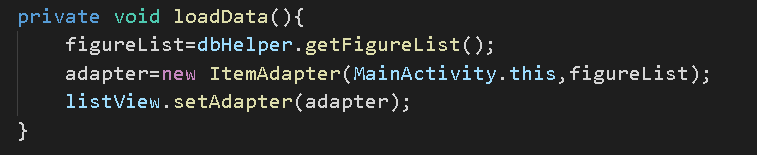 private void loadData(){
    figureList=dbHelper.getFigureList();
    adapter=new ItemAdapter(MainActivity.this,figureList);
    listView.setAdapter(adapter);
}